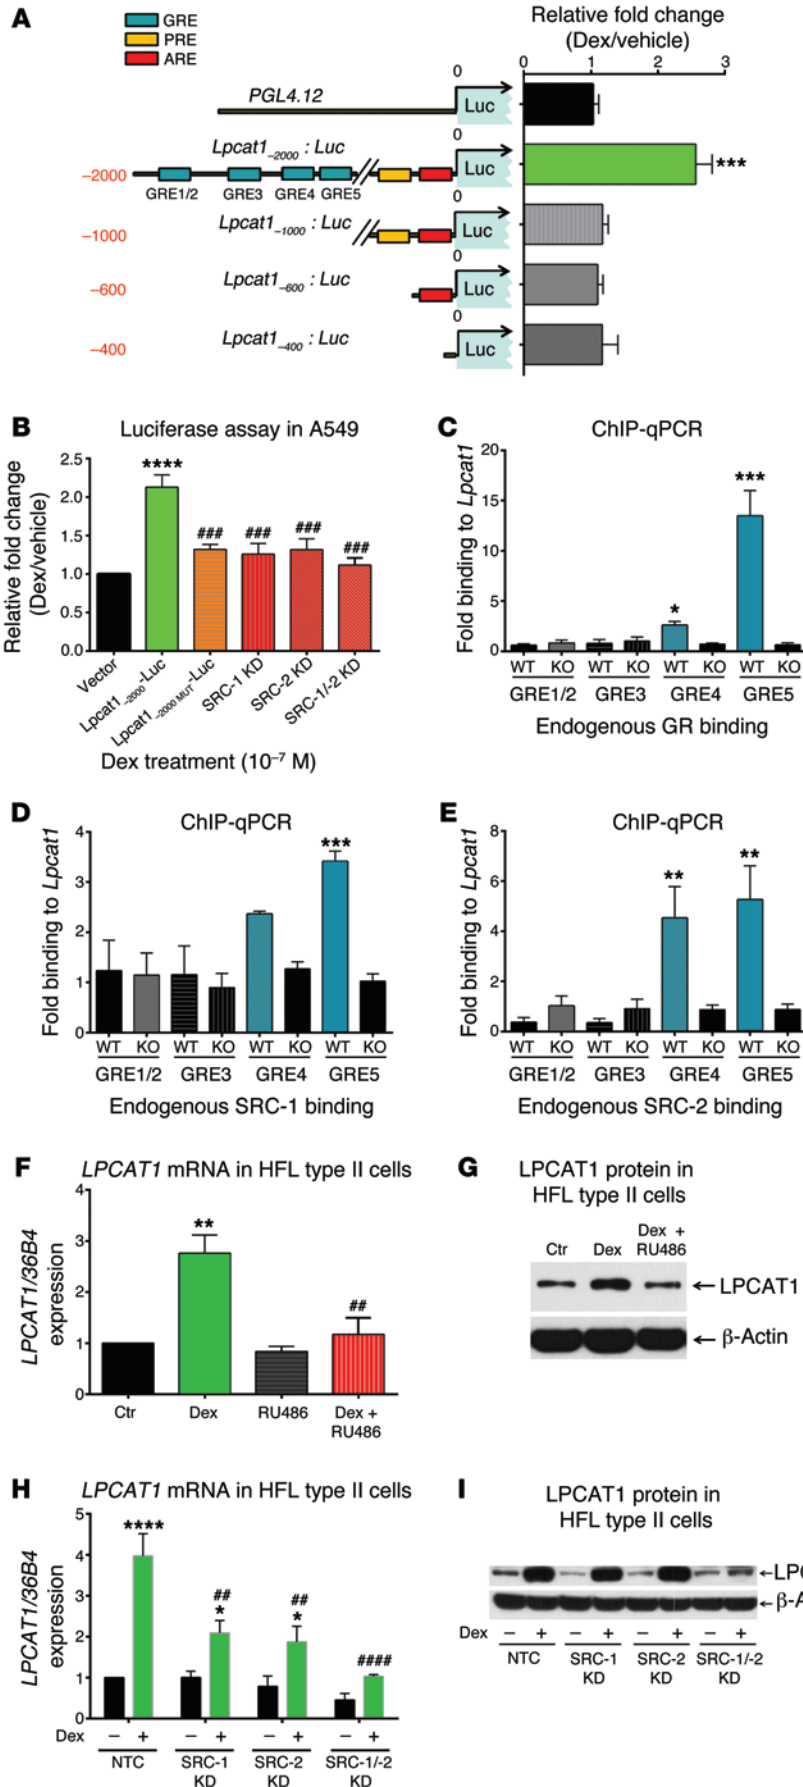 A
GRE
PRE
ARE
Relative fold change
(Dex/vehicle)
0 1 2 3
0
PGL4.12
Luc
0
Lpcat1–2000 : Luc
–2000
Luc
***
GRE1/2 GRE3 GRE4 GRE5
0
Lpcat1–1000 : Luc
–1000
Luc
0
Lpcat1–600 : Luc
–600
Luc
0
Lpcat1–400 : Luc
–400
Luc
B
Luciferase assay in A549
Relative fold change
(Dex/vehicle)
2.5
2.0
1.5
1.0
0.5
0.0
**** ### ### ### ###
Vector
Lpcat1–2000-Luc
Lpcat1–2000 MUT-Luc
SRC-1 KD
SRC-2 KD
SRC-1/-2 KD
Dex treatment (10–7 M)
C
ChIP-qPCR
Fold binding to Lpcat1
20
15
10
5
0
* ***
WT KO WT KO WT KO WT KO
GRE1/2 GRE3 GRE4 GRE5
Endogenous GR binding
D
ChIP-qPCR
Fold binding to Lpcat1
4
3
2
1
0
***
WT KO WT KO WT KO WT KO
GRE1/2 GRE3 GRE4 GRE5
Endogenous SRC-1 binding
E
ChIP-qPCR
Fold binding to Lpcat1
8
6
4
2
0
** **
WT KO WT KO WT KO WT KO
GRE1/2 GRE3 GRE4 GRE5
Endogenous SRC-2 binding
F
LPCAT1 mRNA in HFL type II cells
LPCAT1/36B4
expression
4
3
2
1
0
** ##
Ctr Dex RU486 Dex +
RU486
G
LPCAT1 protein in
HFL type II cells
Ctr Dex Dex +
RU486
LPCAT1
β-Actin
H
LPCAT1 mRNA in HFL type II cells
LPCAT1/36B4
expression
5
4
3
2
1
0
****
## ##
* *
####
Dex – + – + – + – +
NTC SRC-1 SRC-2 SRC-1/-2
KD KD KD
I
LPCAT1 protein in
HFL type II cells
LPC
β-A
Dex – + – + – + – +
NTC SRC-1 SRC-2 SRC-1/-2
KD KD KD